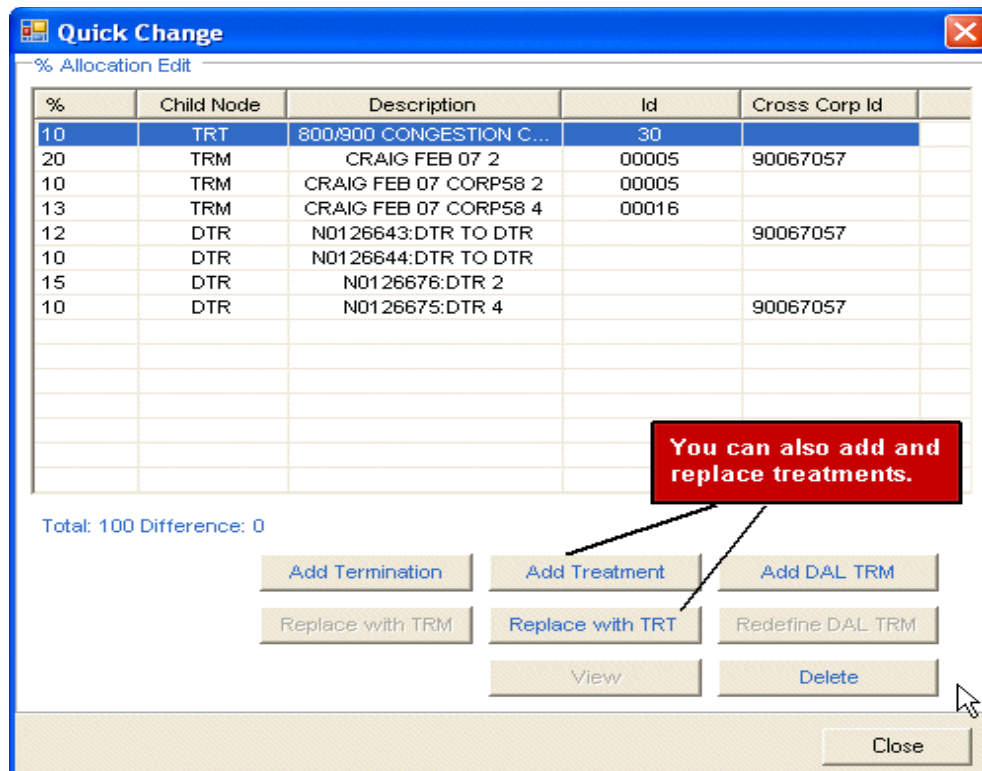 Quick Change
% Allocation Edit
% Child Node Description Id Cross Corp Id
10 TRT 800/900 CONGESTION C... 30
20 TRM CRAIG FEB 07 2 00005 90067057
10 TRM CRAIG FEB 07 CORP58 2 00005
13 TRM CRAIG FEB 07 CORP58 4 00016
12 DTR N0126643:DTR TO DTR 90067057
10 DTR N0126644:DTR TO DTR
15 DTR N0126676:DTR 2
10 DTR N0126675:DTR 4 90067057
You can also add and
replace treatments.
Total: 100 Difference: 0
Add Termination Add Treatment Add DAL TRM
Replace with TRM Replace with TRT Redefine DAL TRM
View Delete
Close